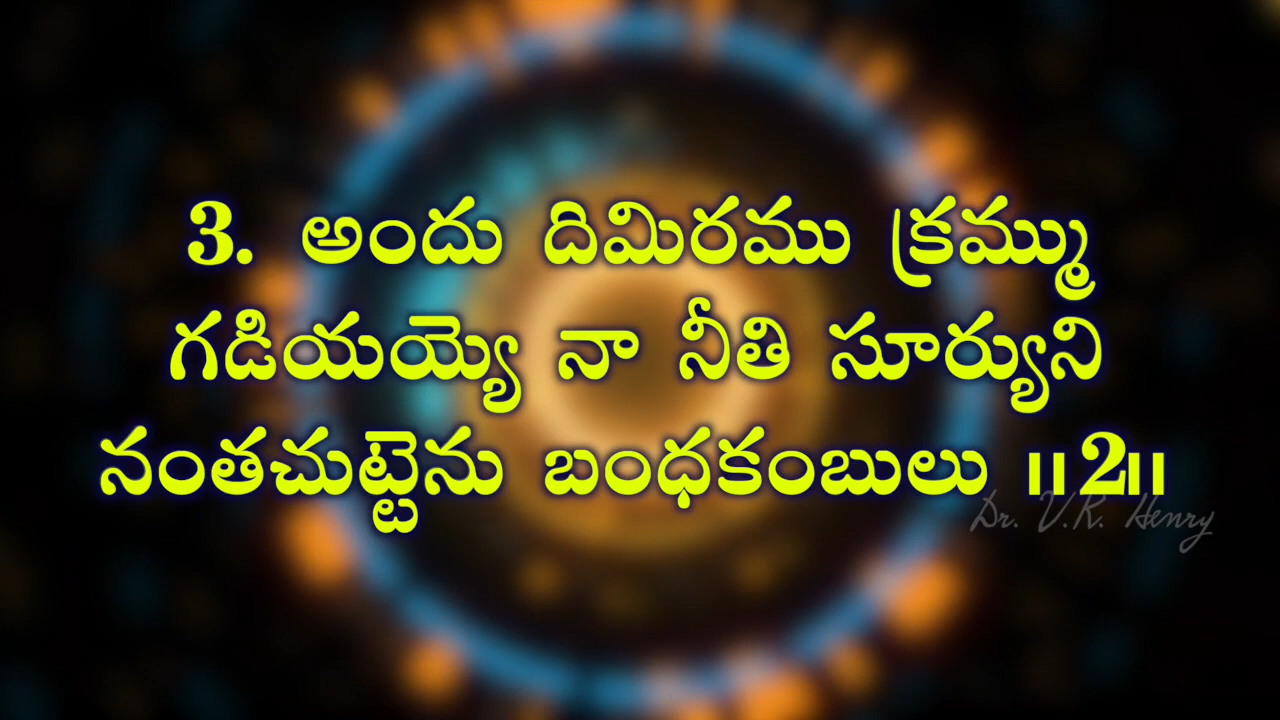 3. అందు దిమిరము క్రమ్ము
గడియయ్యె నా నీతి సూర్యుని
నంతచుట్టెను బంధకంబులు ॥2॥
Dr. V.R. Henry